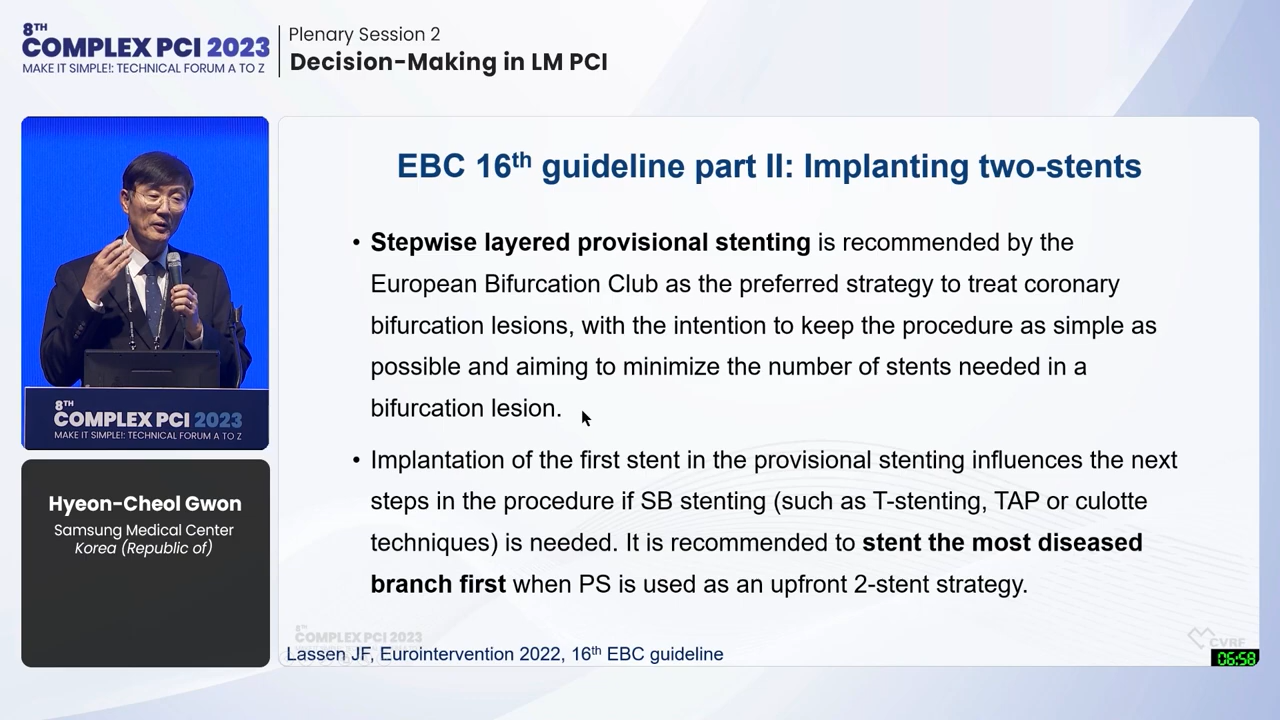 8TH
COMPLEX PCI 2023
MAKE IT SIMPLE!: TECHNICAL FORUM A TO Z
Plenary Session 2
Decision-Making in LM PCI
8TH
COMPLEX PCI 2023
MAKE IT SIMPLE!: TECHNICAL FORUM A TO Z
Hyeon-Cheol Gwon
Samsung Medical Center
Korea (Republic of)
EBC 16th guideline part II: Implanting two-stents
• Stepwise layered provisional stenting is recommended by the
European Bifurcation Club as the preferred strategy to treat coronary
bifurcation lesions, with the intention to keep the procedure as simple as
possible and aiming to minimize the number of stents needed in a
bifurcation lesion.
• Implantation of the first stent in the provisional stenting influences the next
steps in the procedure if SB stenting (such as T-stenting, TAP or culotte
techniques) is needed. It is recommended to stent the most diseased
branch first when PS is used as an upfront 2-stent strategy.
8TH
COMPLEX PCI 2023
Lassen JF, Eurointervention 2022, 16th EBC guideline
CVRF
06:58